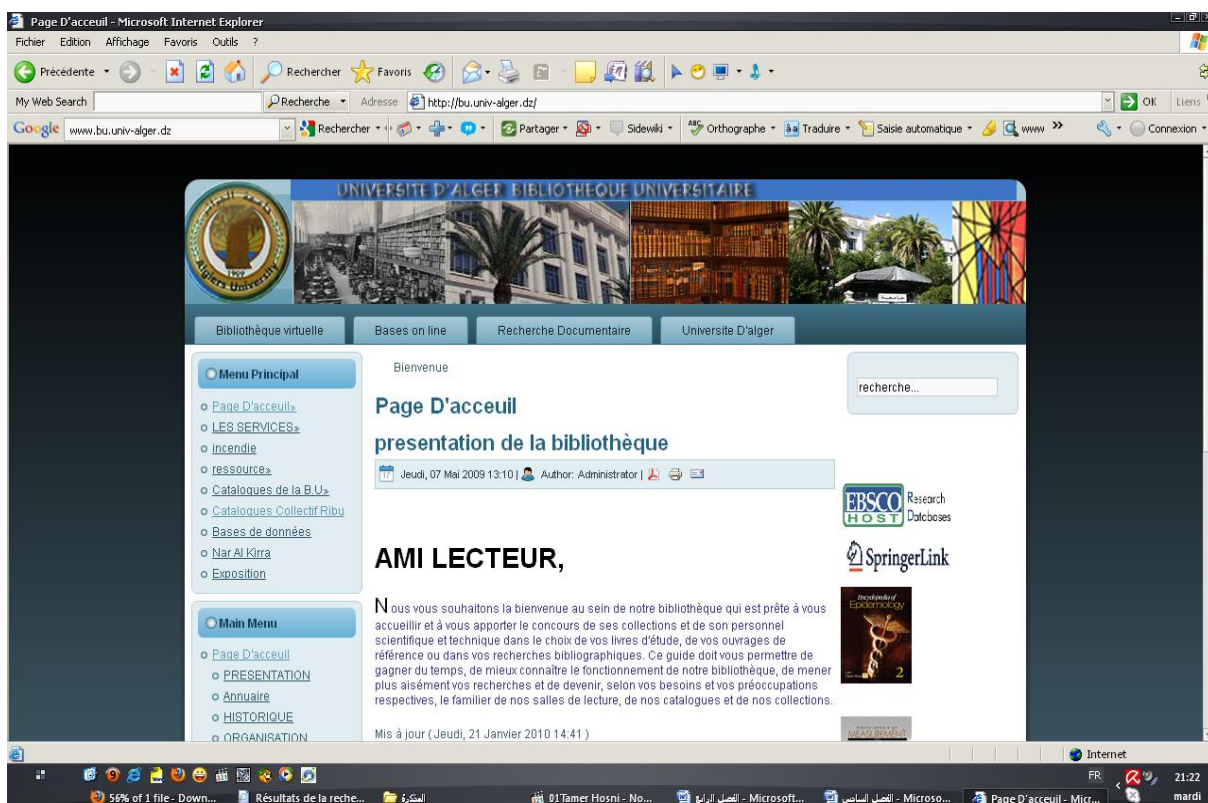 Page D'acceuil - Microsoft Internet Explorer
Fichier Edition Affichage Favoris Outils ?
Précédente Rechercher Favoris
My Web Search Recherche Adresse http://bu.univ-alger.dz/ OK Liens
Google www.bu.univ-alger.dz Rechercher Partager Sidewiki Orthographe Traduire Saisie automatique www Connexion
UNIVERSITE D'ALGER BIBLIOTHEQUE UNIVERSITAIRE
1909
Algiers University
Bibliothèque virtuelle Bases on line Recherche Documentaire Universite D'alger
Menu Principal
Page D'acceuil»
LES SERVICES»
incendie
ressource»
Catalogues de la B.U»
Catalogues Collectif Ribu
Bases de données
Nar Al Kirra
Exposition
Main Menu
Page D'acceuil
PRESENTATION
Annuaire
HISTORIQUE
ORGANISATION
Bienvenue
Page D'acceuil
presentation de la bibliothèque
17 Jeudi, 07 Mai 2009 13:10 | Author: Administrator |
AMI LECTEUR,
Nous vous souhaitons la bienvenue au sein de notre bibliothèque qui est prête à vous
accueillir et à vous apporter le concours de ses collections et de son personnel
scientifique et technique dans le choix de vos livres d'étude, de vos ouvrages de
référence ou dans vos recherches bibliographiques. Ce guide doit vous permettre de
gagner du temps, de mieux connaître le fonctionnement de notre bibliothèque, de mener
plus aisément vos recherches et de devenir, selon vos besoins et vos préoccupations
respectives, le familier de nos salles de lecture, de nos catalogues et de nos collections.
Mis à jour ( Jeudi, 21 Janvier 2010 14:41 )
recherche...
EBSCO Research
HOST Databases
SpringerLink
Encyclopedia of
Epidemiology
2
MEASUREMENT
Internet
FR 21:22
56% of 1 file - Down... Résultats de la reche... المذكرة 01Tamer Hosni - No... الفصل الرابع - Microsoft... الفصل السادس - Microso... Page D'acceuil - Micr... mardi